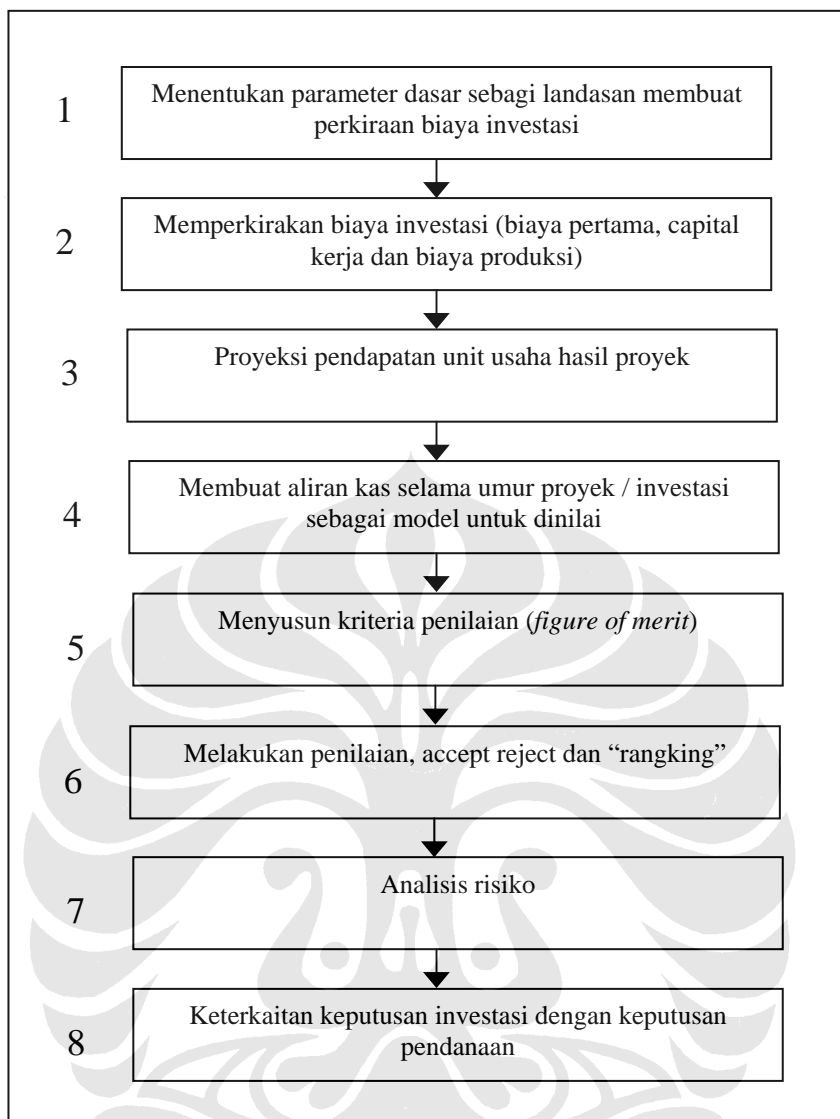 1
Menentukan parameter dasar sebagi landasan membuat
perkiraan biaya investasi
2
Memperkirakan biaya investasi (biaya pertama, capital
kerja dan biaya produksi)
3
Proyeksi pendapatan unit usaha hasil proyek
4
Membuat aliran kas selama umur proyek / investasi
sebagai model untuk dinilai
5
Menyusun kriteria penilaian (figure of merit)
6
Melakukan penilaian, accept reject dan “rangking”
7
Analisis risiko
8
Keterkaitan keputusan investasi dengan keputusan
pendanaan